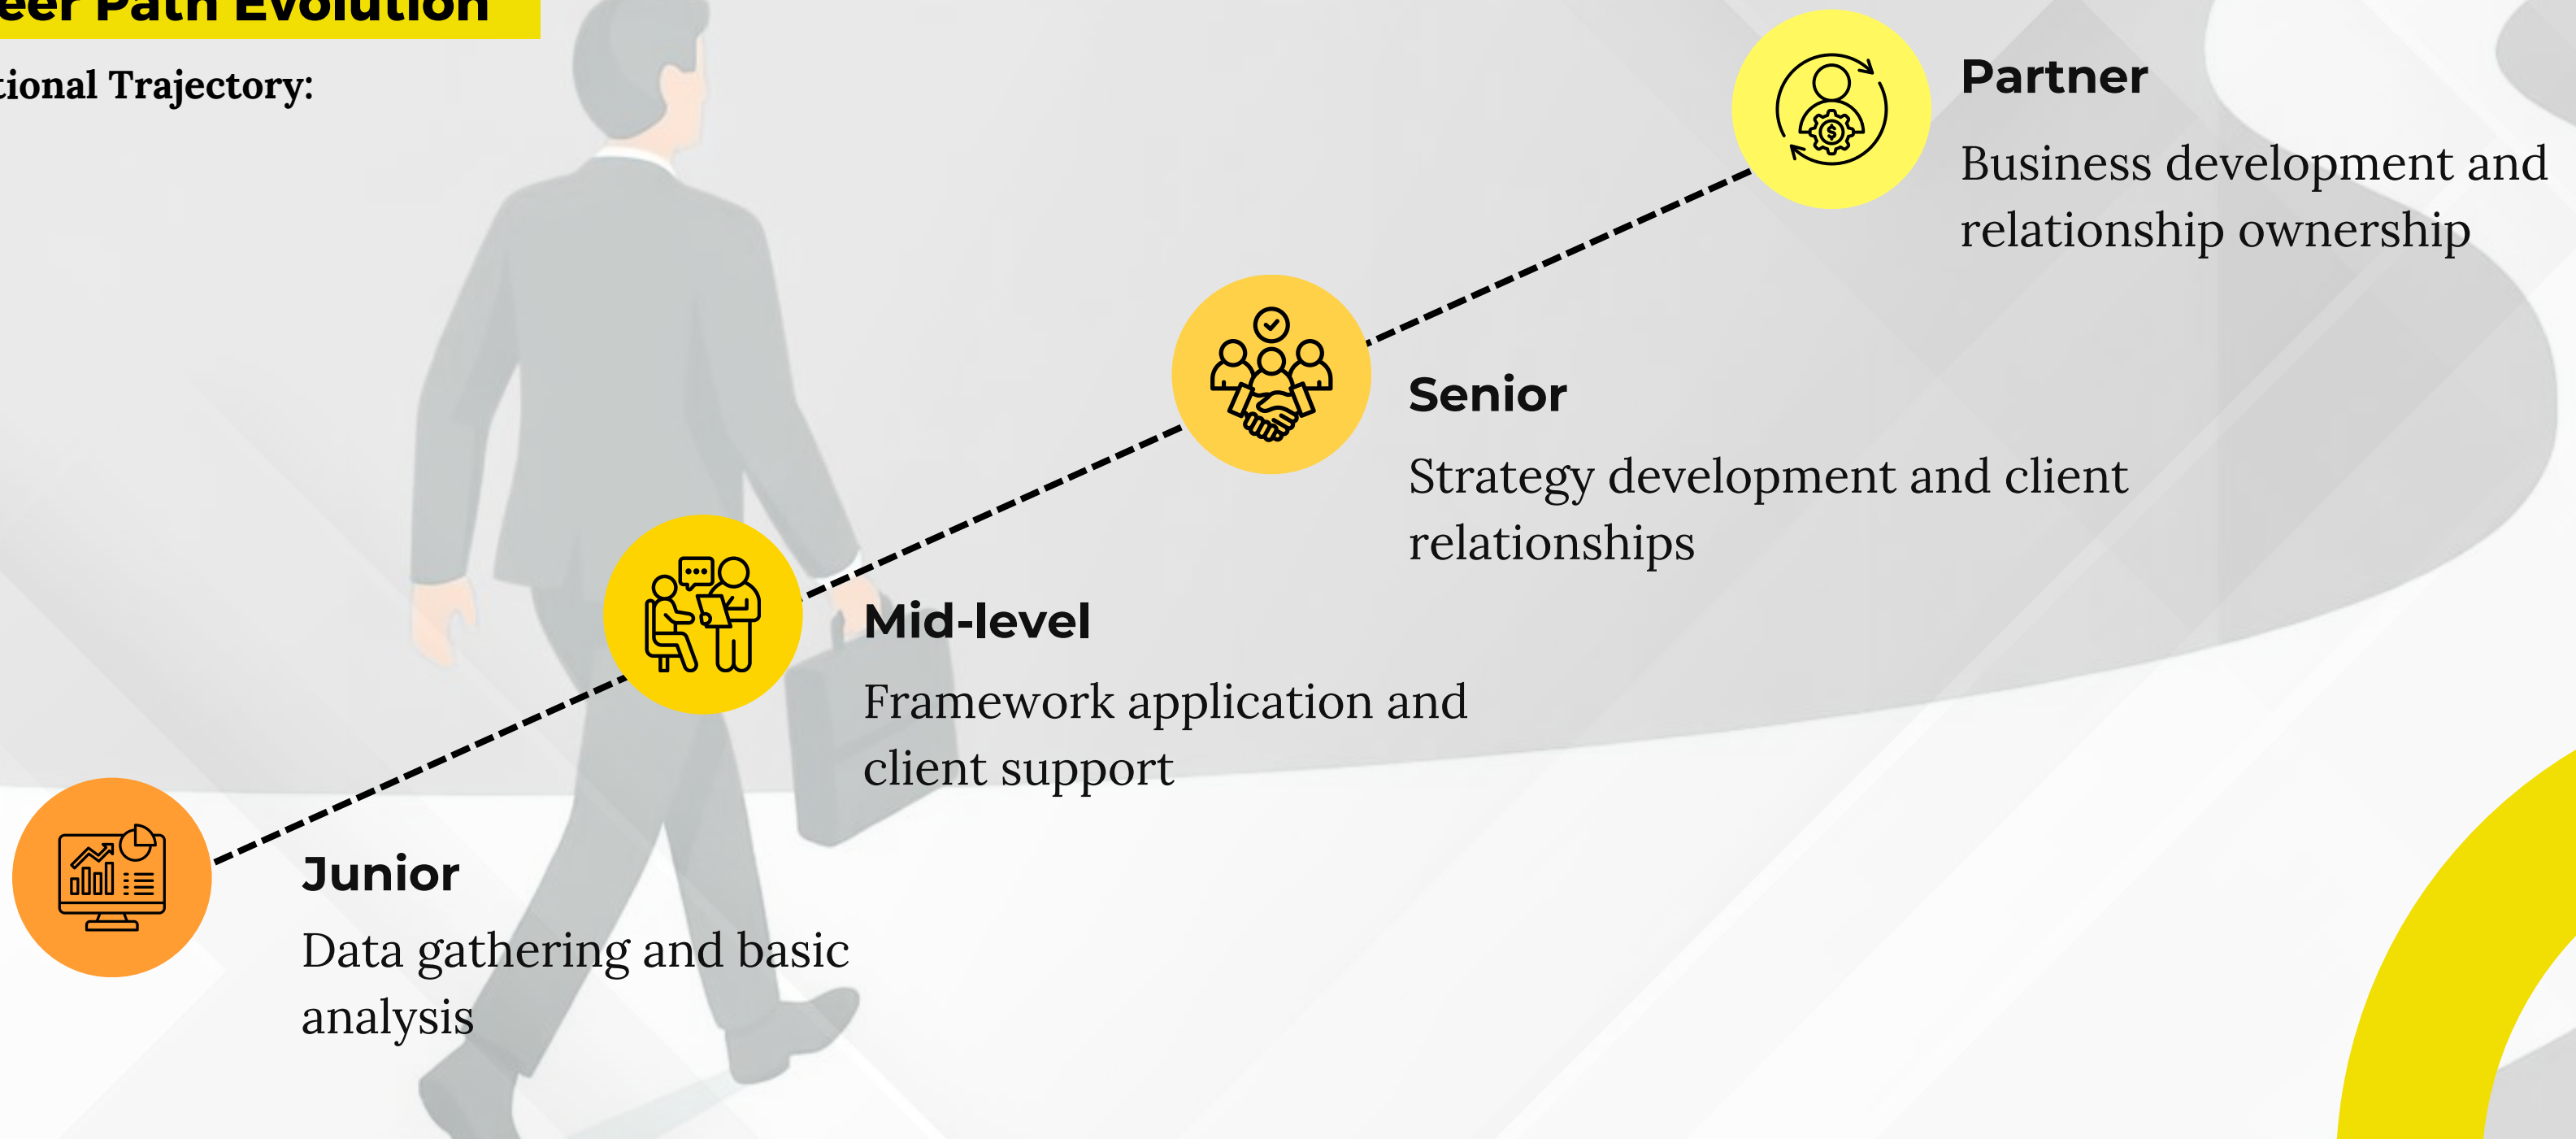 eer Path Evolution
tional Trajectory:
Partner
Business development and
relationship ownership
Senior
Strategy development and client
relationships
Mid-level
Framework application and
client support
Junior
Data gathering and basic
analysis